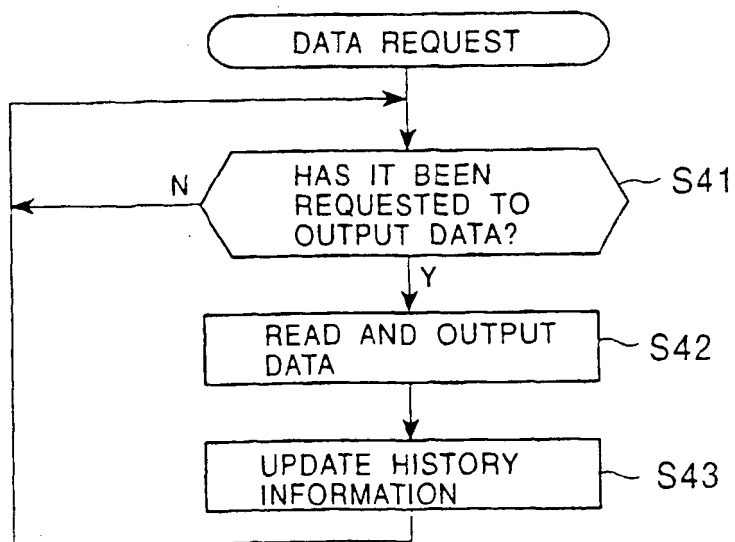 DATA REQUEST
HAS IT BEEN
REQUESTED TO
OUTPUT DATA?
S41
N
Y
READ AND OUTPUT
DATA
S42
UPDATE HISTORY
INFORMATION
S43